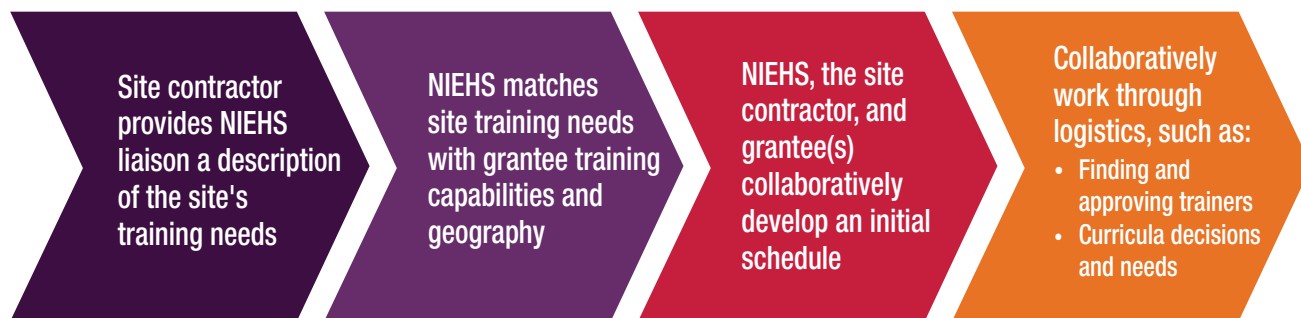 Site contractor
provides NIEHS
liaison a description
of the site's
training needs
NIEHS matches
site training needs
with grantee training
capabilities and
geography
NIEHS, the site
contractor, and
grantee(s)
collaboratively
develop an initial
schedule
Collaboratively
work through
logistics, such as:
• Finding and
approving trainers
• Curricula decisions
and needs